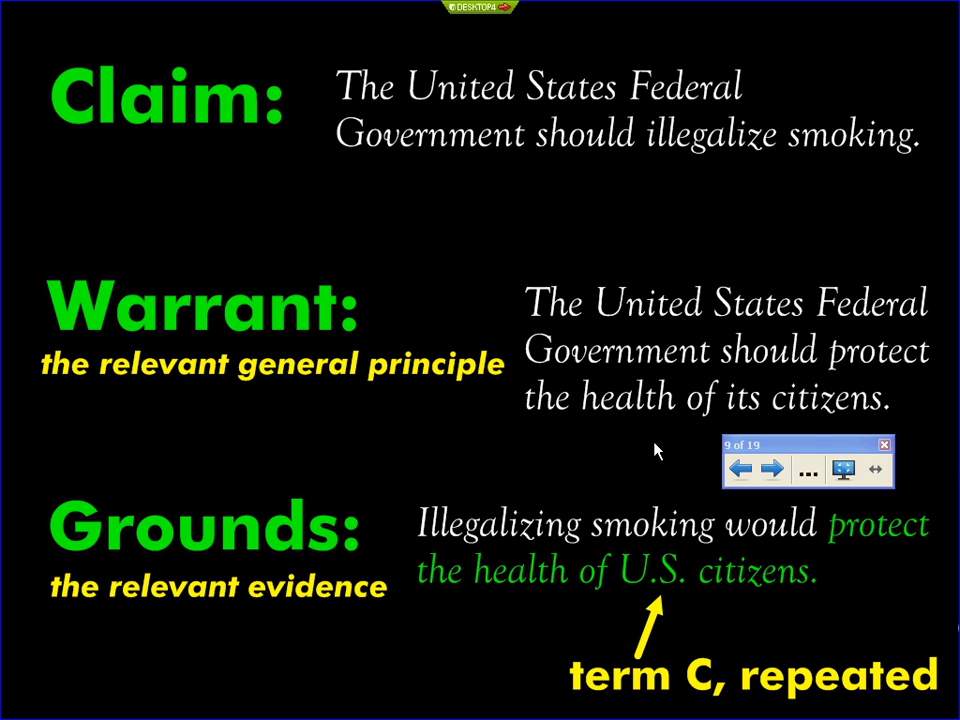 DESKTOP4
Claim:
The United States Federal
Government should illegalize smoking.
Warrant:
the relevant general principle
The United States Federal
Government should protect
the health of its citizens.
9 of 19
...
Grounds:
the relevant evidence
Illegalizing smoking would protect
the health of U.S. citizens.
term C, repeated